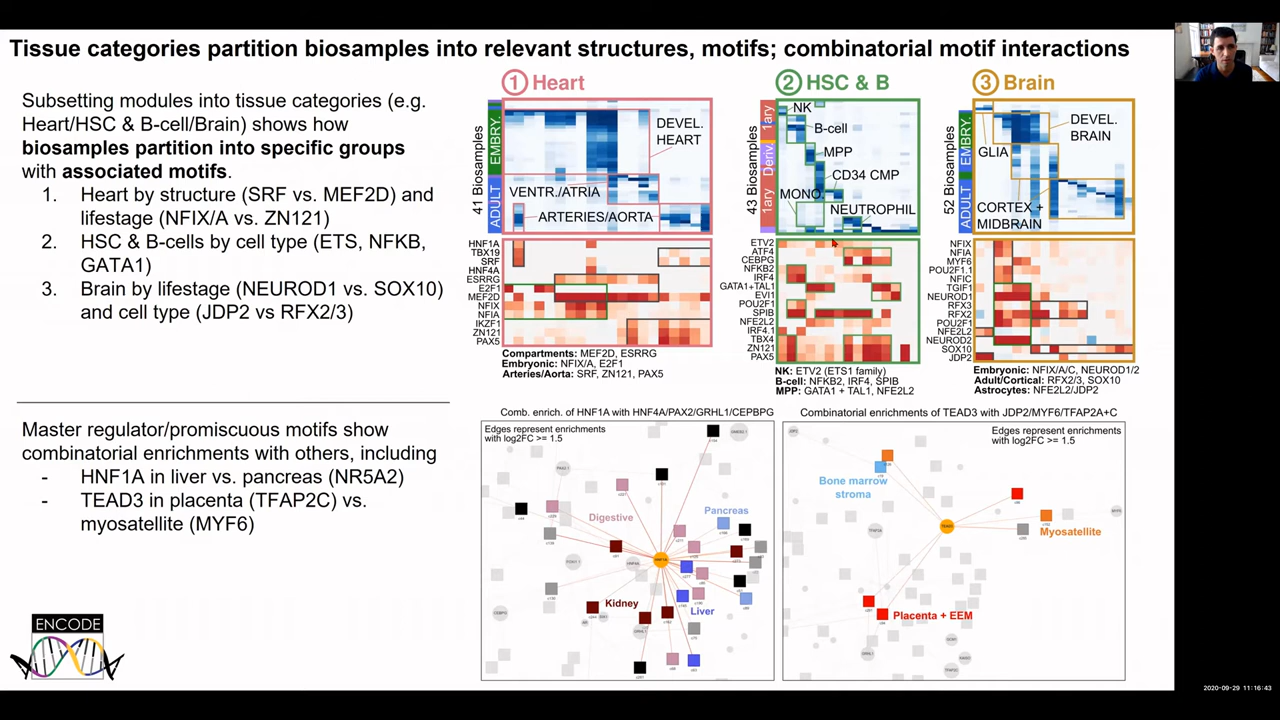 Tissue categories partition biosamples into relevant structures, motifs; combinatorial motif interactions
Subsetting modules into tissue categories (e.g.
Heart/HSC & B-cell/Brain) shows how
biosamples partition into specific groups
with associated motifs.
1. Heart by structure (SRF vs. MEF2D) and
lifestage (NFIX/A vs. ZN121)
2. HSC & B-cells by cell type (ETS, NFKB,
GATA1)
3. Brain by lifestage (NEUROD1 vs. SOX10)
and cell type (JDP2 vs RFX2/3)
Master regulator/promiscuous motifs show
combinatorial enrichments with others, including
- HNF1A in liver vs. pancreas (NR5A2)
- TEAD3 in placenta (TFAP2C) vs.
myosatellite (MYF6)
ENCODE
1 Heart
41 Biosamples
ADULT EMBRY.
DEVEL.
HEART
VENTR./ATRIA
ARTERIES/AORTA
HNF1A
TBX19
SRF
HNF4A
ESRRG
E2F1
MEF2D
NFIX
NFIA
IKZF1
ZN121
PAX5
Compartments: MEF2D, ESRRG
Embryonic: NFIX/A, E2F1
Arteries/Aorta: SRF, ZN121, PAX5
2 HSC & B
43 Biosamples
1ary Deriv. 1ary
NK
B-cell
MPP
CD34 CMP
MONO.
NEUTROPHIL
ETV2
ATF4
CEBPG
NFKB2
IRF4
GATA1+TAL1
EVI1
POU2F1
SPIB
NFE2L2
IRF4.1
TBX4
ZN121
PAX5
NK: ETV2 (ETS1 family)
B-cell: NFKB2, IRF4, SPIB
MPP: GATA1 + TAL1, NFE2L2
3 Brain
52 Biosamples
ADULT EMBRY.
DEVEL.
BRAIN
GLIA
CORTEX +
MIDBRAIN
NFIX
NFIA
MYF6
POU2F1.1
NFIC
TGIF1
NEUROD1
RFX3
RFX2
POU2F1
NFE2L2
NEUROD2
SOX10
JDP2
Embryonic: NFIX/A/C, NEUROD1/2
Adult/Cortical: RFX2/3, SOX10
Astrocytes: NFE2L2/JDP2
Comb. enrich. of HNF1A with HNF4A/PAX2/GRHL1/CEPBPG
Edges represent enrichments
with log2FC >= 1.5
Digestive
Pancreas
HNF1A
Kidney
Liver
Combinatorial enrichments of TEAD3 with JDP2/MYF6/TFAP2A+C
Edges represent enrichments
with log2FC >= 1.5
Bone marrow
stroma
TEAD3
Myosatellite
Placenta + EEM
2020-09-29 11:16:43